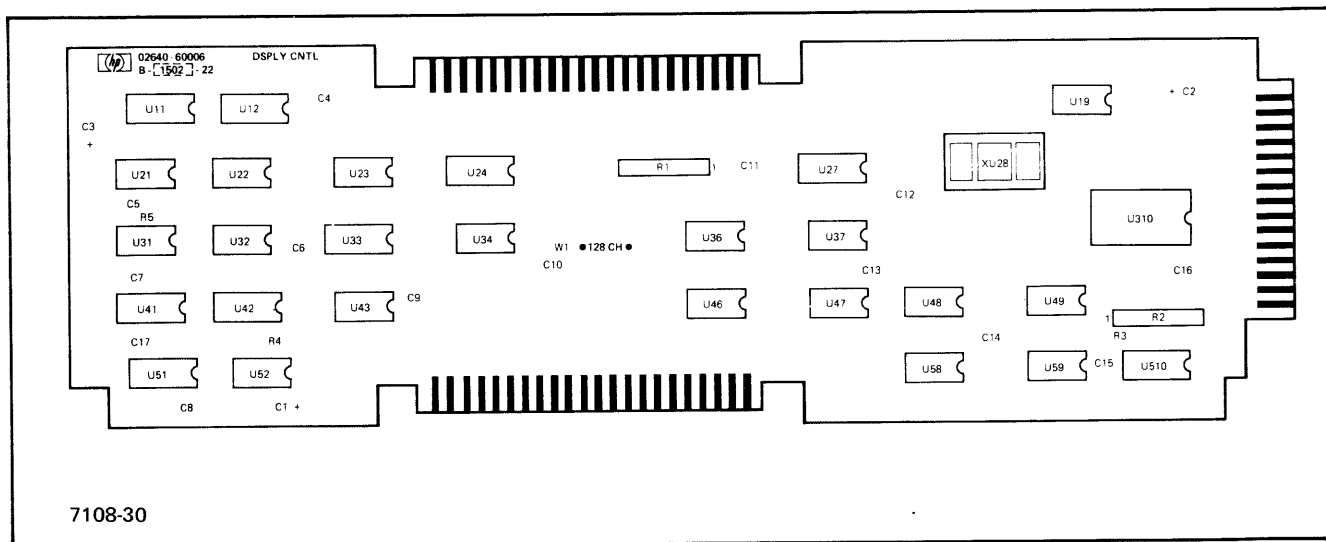 hp 02640-60006 DSPLY CNTL
B-1502-22
U11 U12 C4 U19 + C2
C3
+
U21 U22 U23 U24 R1 1 C11 U27 XU28
C12
C5
R5
U31 U32 C6 U33 U34 W1 128 CH U36 U37 U310
C10
C7 C13 C16
U41 U42 U43 C9 U46 U47 U48 U49 1 R2
C17 R4 C14 R3
U51 U52 U58 U59 C15 U510
C8 C1 +
7108-30